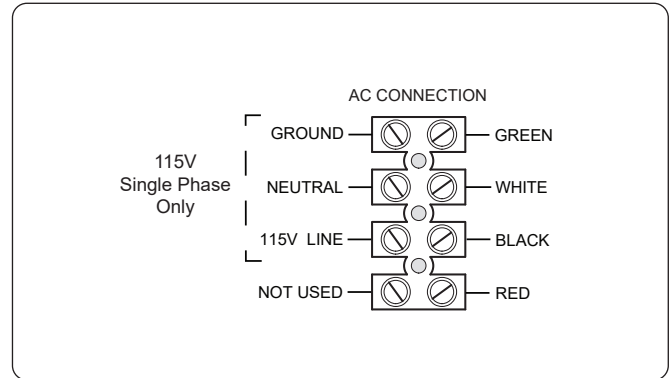 AC CONNECTION
GROUND
GREEN
115V
Single Phase
Only
NEUTRAL
WHITE
115V LINE
BLACK
NOT USED
RED